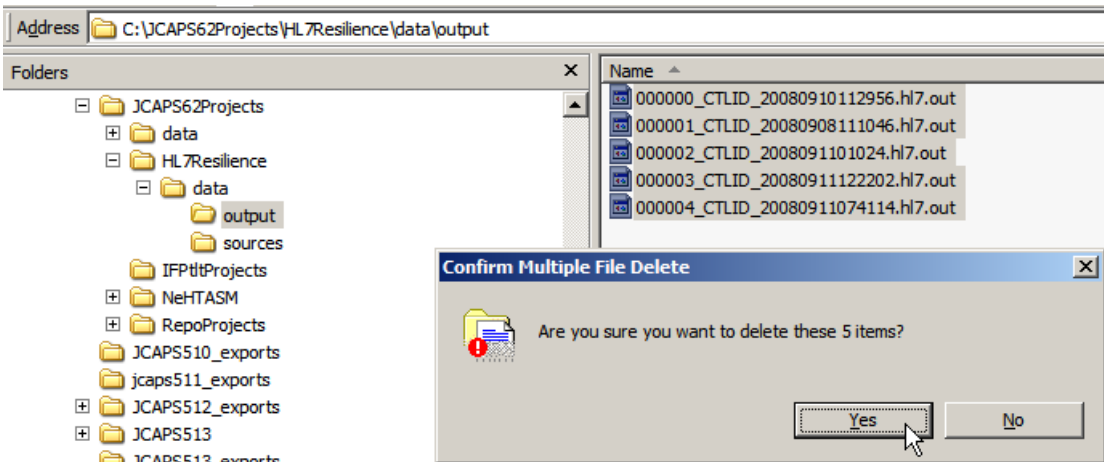 Address C:\JCAPS62Projects\HL7Resilience\data\output
Folders
JCAPS62Projects
data
HL7Resilience
data
output
sources
IFPtltProjects
NeHTASM
RepoProjects
JCAPS510_exports
jcaps511_exports
JCAPS512_exports
JCAPS513
JCAPS513_exports
Name
000000_CTLID_20080910112956.hl7.out
000001_CTLID_20080908111046.hl7.out
000002_CTLID_2008091101024.hl7.out
000003_CTLID_20080911122202.hl7.out
000004_CTLID_20080911074114.hl7.out
Confirm Multiple File Delete
Are you sure you want to delete these 5 items?
Yes
No